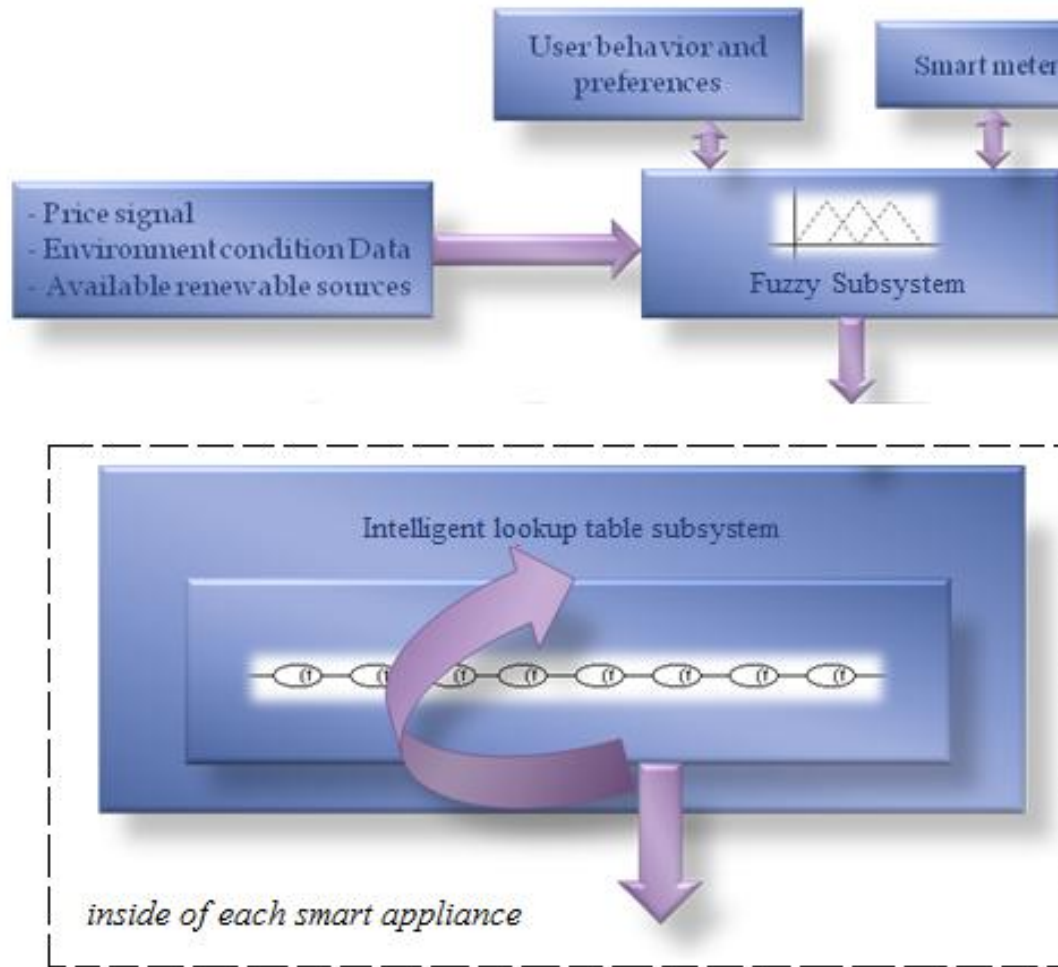 User behavior and
preferences
Smart meter
- Price signal
- Environment condition Data
- Available renewable sources
Fuzzy Subsystem
Intelligent lookup table subsystem
(f (f (f (f (f (f (f (f
inside of each smart appliance